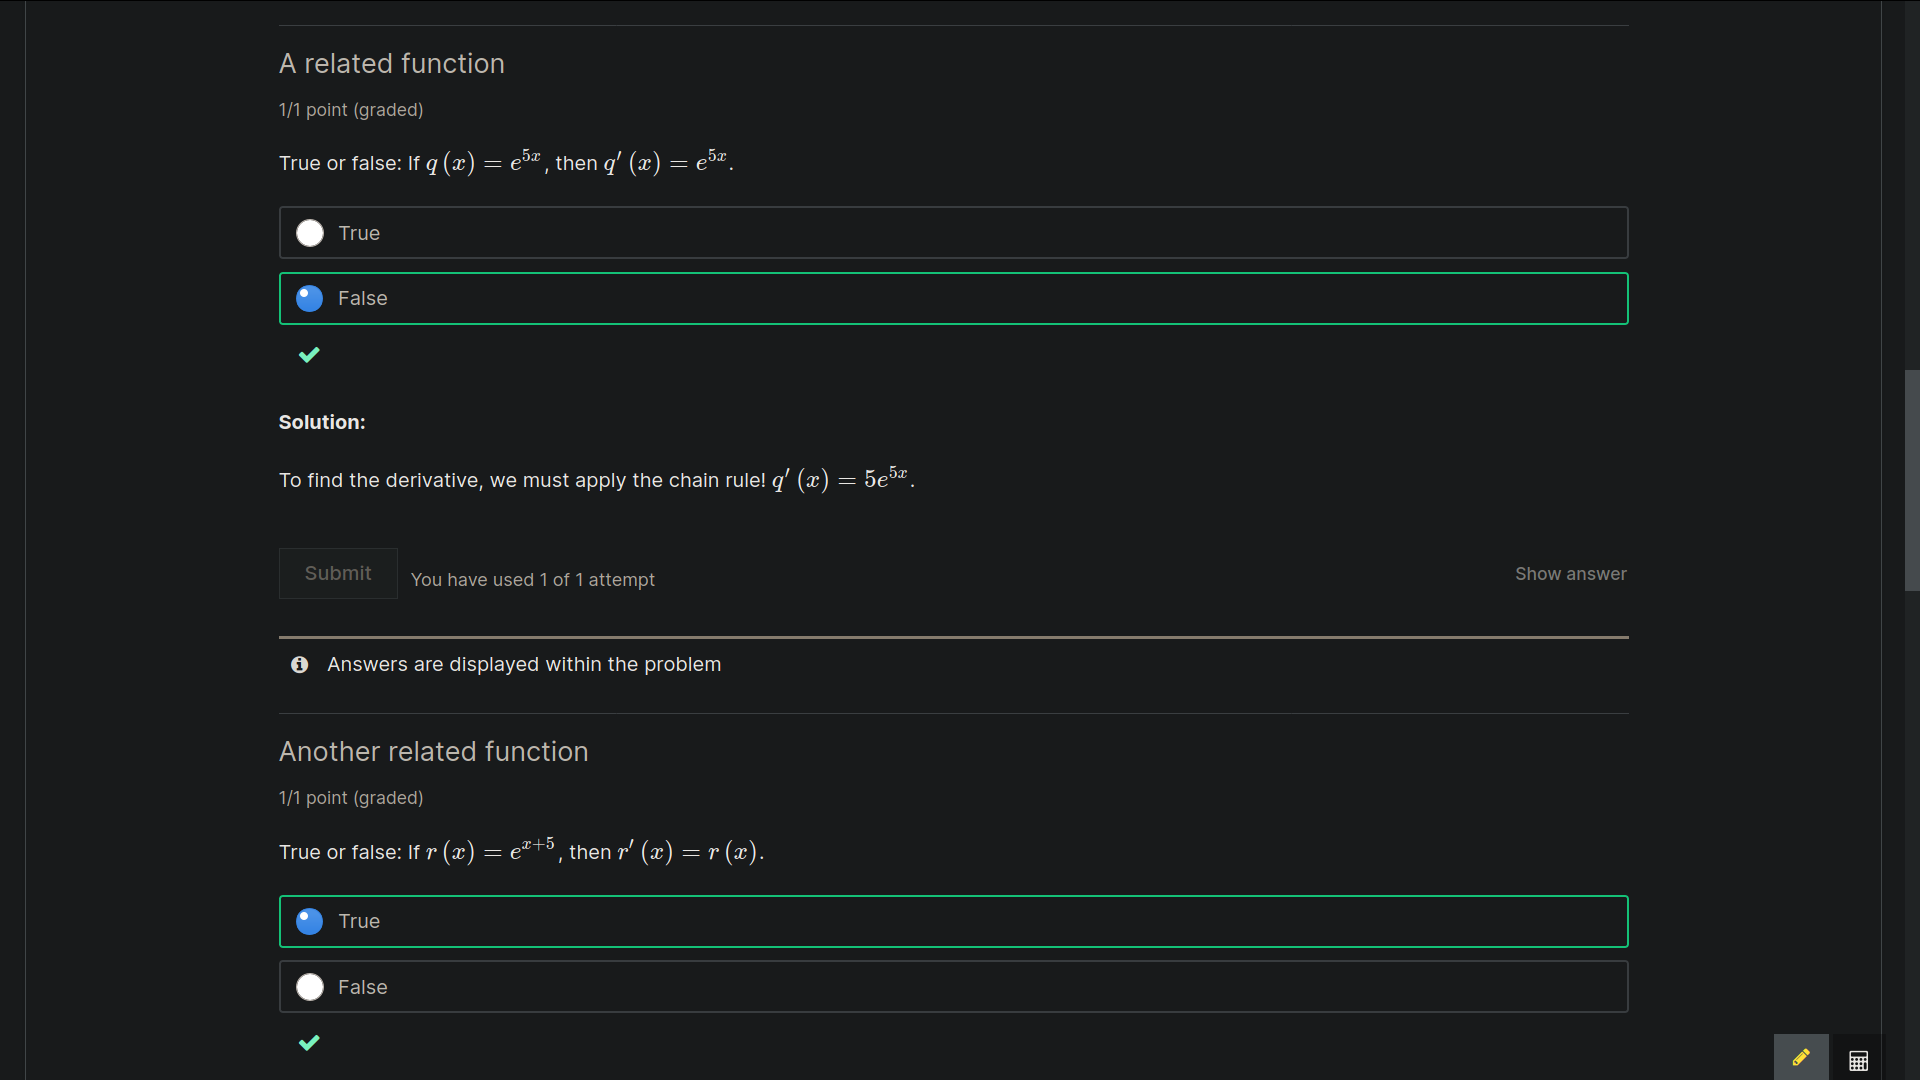 A related function
1/1 point (graded)
True or false: If q (x) = e^{5x}, then q′ (x) = e^{5x}.
True
False
Solution:
To find the derivative, we must apply the chain rule! q′ (x) = 5e^{5x}.
Submit
You have used 1 of 1 attempt
Show answer
Answers are displayed within the problem
Another related function
1/1 point (graded)
True or false: If r (x) = e^{x+5}, then r′ (x) = r (x).
True
False